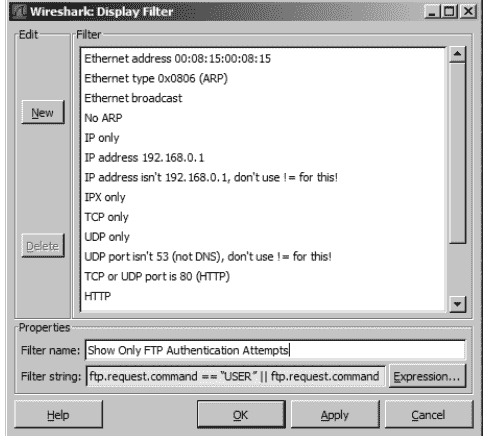 Wireshark: Display Filter
Edit
Filter
Ethernet address 00:08:15:00:08:15
Ethernet type 0x0806 (ARP)
Ethernet broadcast
No ARP
IP only
IP address 192.168.0.1
IP address isn't 192.168.0.1, don't use != for this!
IPX only
TCP only
UDP only
UDP port isn't 53 (not DNS), don't use != for this!
TCP or UDP port is 80 (HTTP)
HTTP
New
Delete
Properties
Filter name: Show Only FTP Authentication Attempts
Filter string: ftp.request.command == "USER" || ftp.request.command Expression...
Help OK Apply Cancel